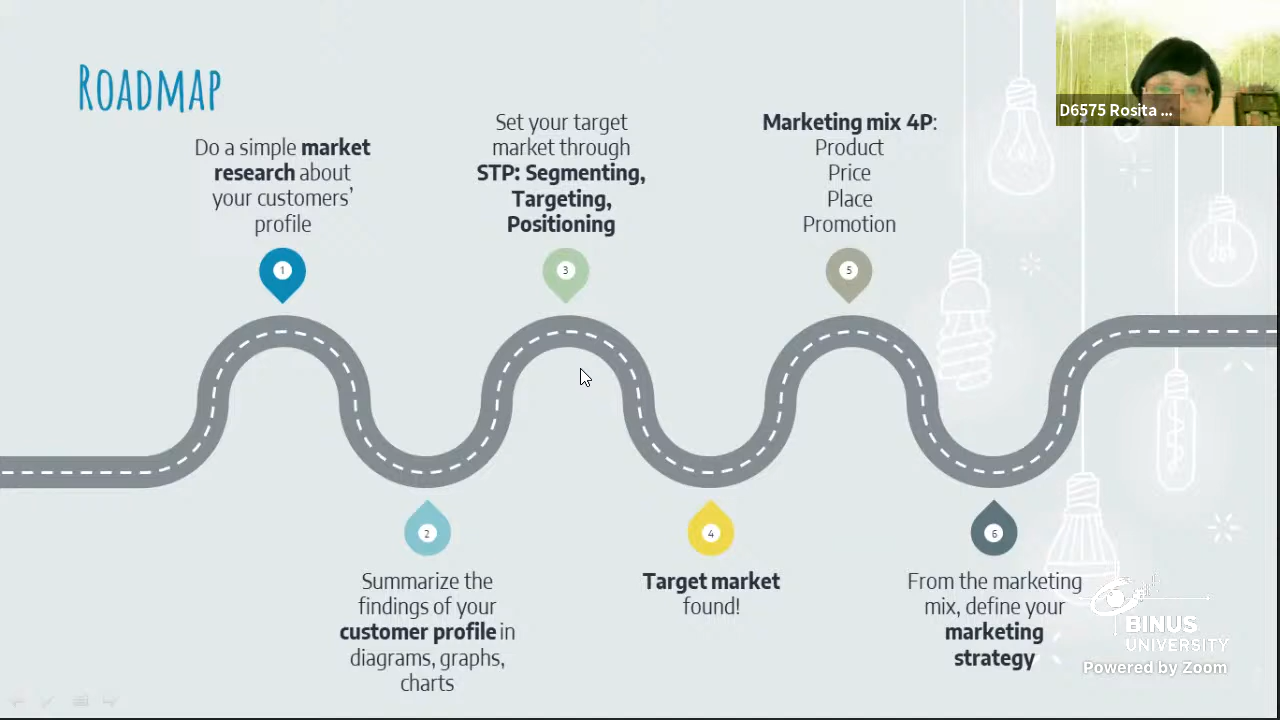 ROADMAP
D6575 Rosita ...
Do a simple market
research about
your customers'
profile
1
Set your target
market through
STP: Segmenting,
Targeting,
Positioning
3
Marketing mix 4P:
Product
Price
Place
Promotion
5
2
Summarize the
findings of your
customer profile in
diagrams, graphs,
charts
4
Target market
found!
6
From the marketing
mix, define your
marketing
strategy
BINUS
UNIVERSITY
Powered by Zoom